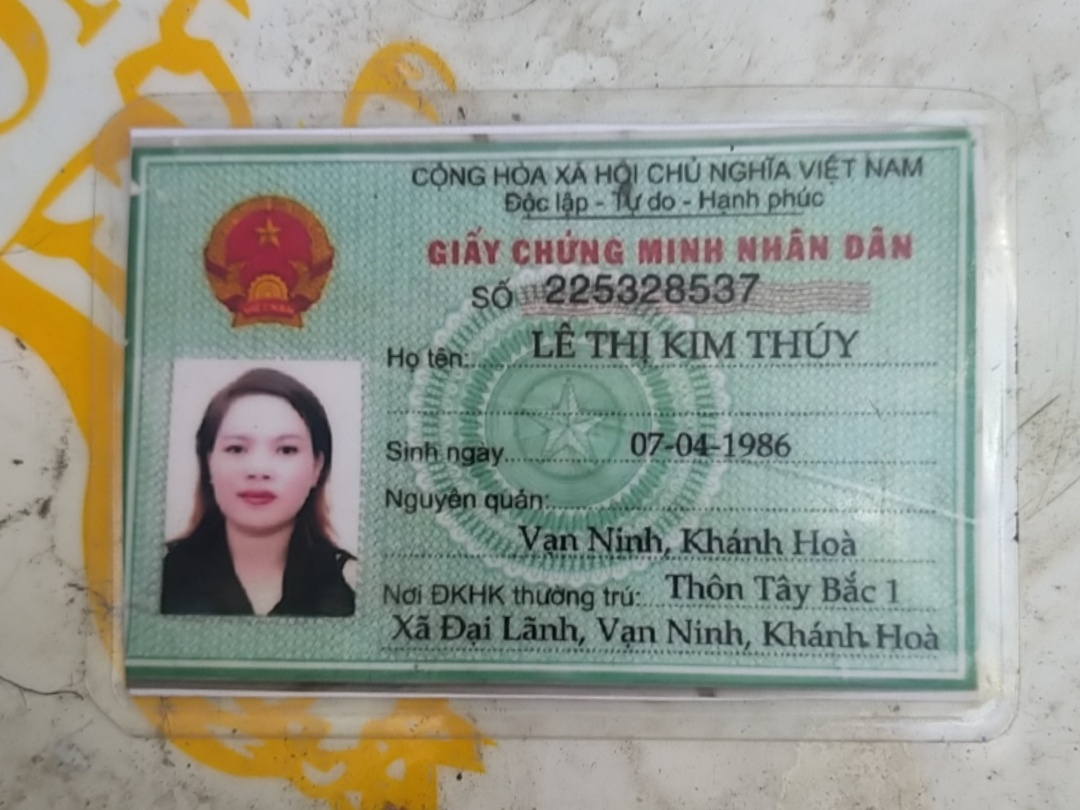 CỘNG HÒA XÃ HỘI CHỦ NGHĨA VIỆT NAM
Độc lập - Tự do - Hạnh phúc
GIẤY CHỨNG MINH NHÂN DÂN
SỐ 225328537
Họ tên: LÊ THỊ KIM THÚY
Sinh ngày 07-04-1986
Nguyên quán:
Vạn Ninh, Khánh Hoà
Nơi ĐKHK thường trú: Thôn Tây Bắc 1
Xã Đại Lãnh, Vạn Ninh, Khánh Hoà
VIỆT NAM